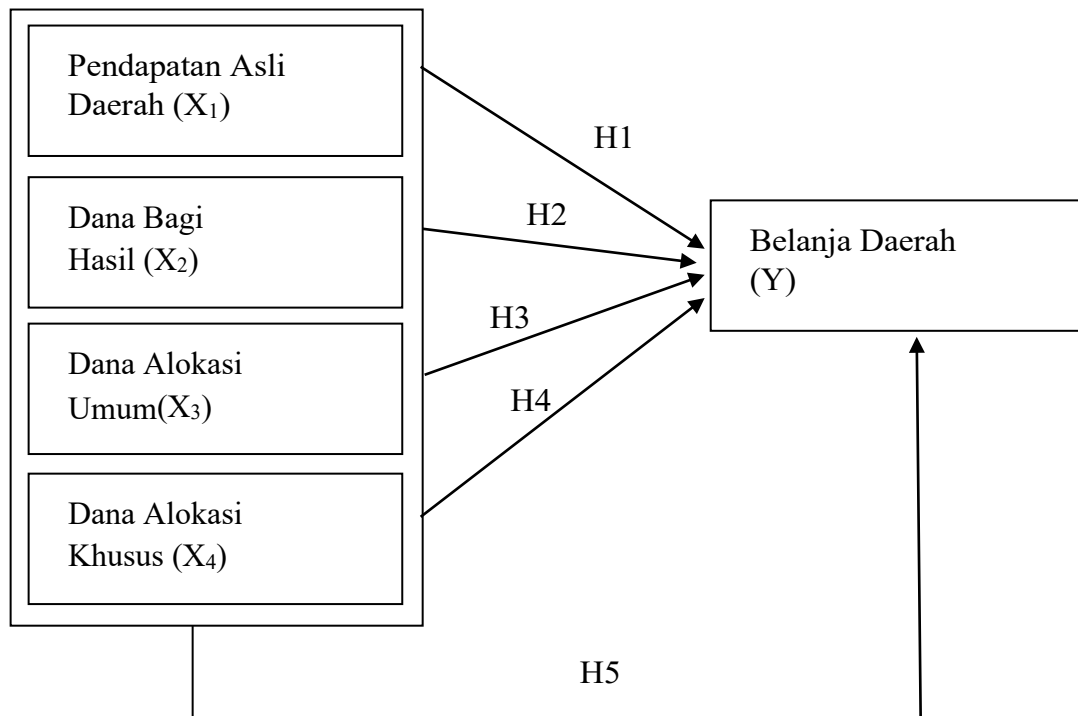 Pendapatan Asli
Daerah (X₁)
H1
Dana Bagi
Hasil (X₂)
H2
Belanja Daerah
(Y)
Dana Alokasi
Umum(X₃)
H3
H4
Dana Alokasi
Khusus (X₄)
H5